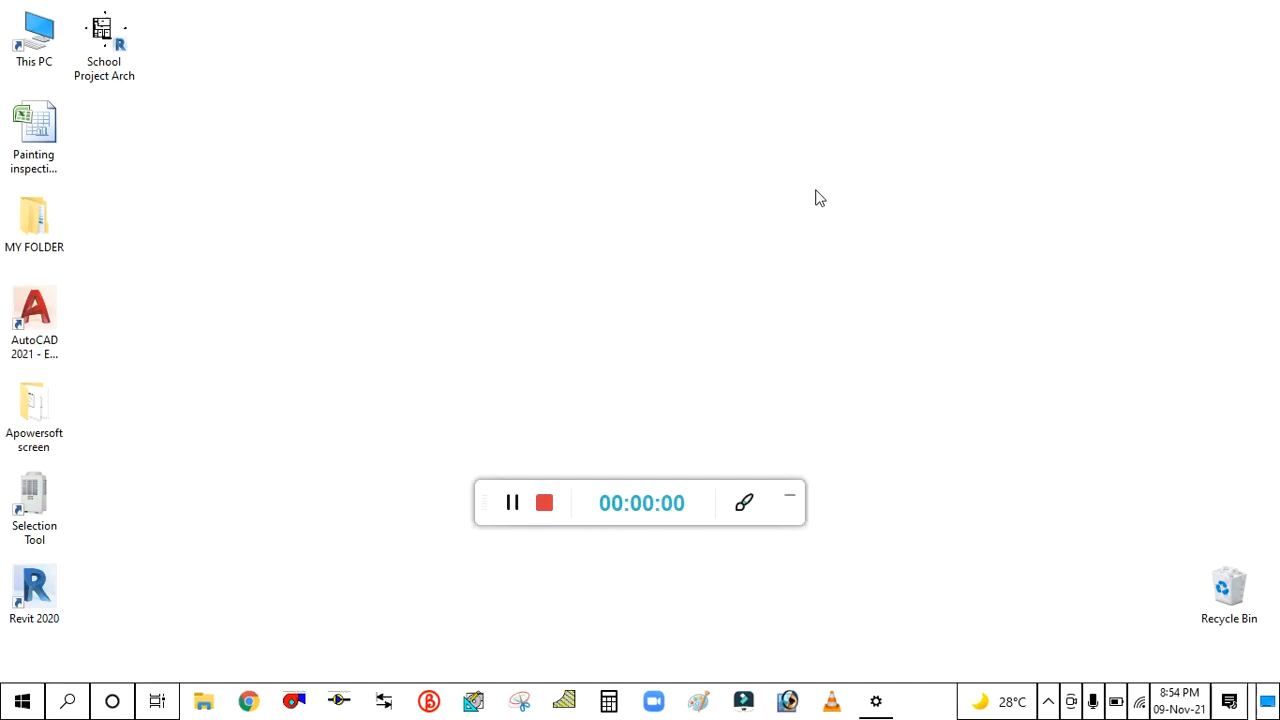 This PC
School
Project Arch
Painting
inspecti...
MY FOLDER
AutoCAD
2021 - E...
Apowersoft
screen
Selection
Tool
Revit 2020
00:00:00
Recycle Bin
28°C
8:54 PM
09-Nov-21